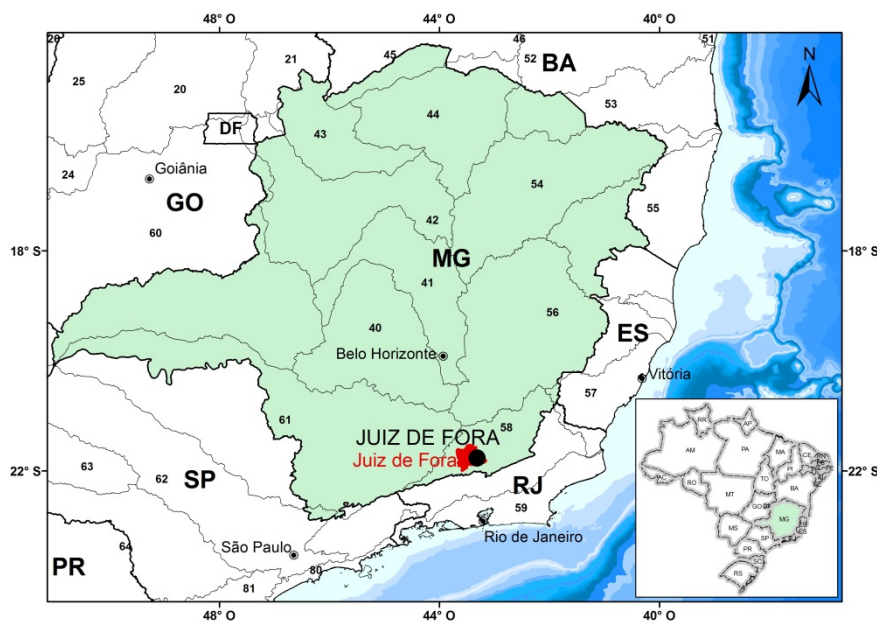 48° O
44° O
40° O
26
25
20
21
45
46
52
51
BA
53
N
DF
43
44
24
Goiânia
GO
60
54
55
42
18° S
MG
18° S
41
40
56
Belo Horizonte
ES
Vitória
57
61
58
JUIZ DE FORA
Juiz de Fora
22° S
22° S
63
62
SP
RJ
59
Rio de Janeiro
64
São Paulo
PR
80
81
48° O
44° O
40° O
RR
AP
AM
PA
MA
CE
PI
AC
RO
TO
BA
MT
GO
MG
MS
SP
PR
SC
RS